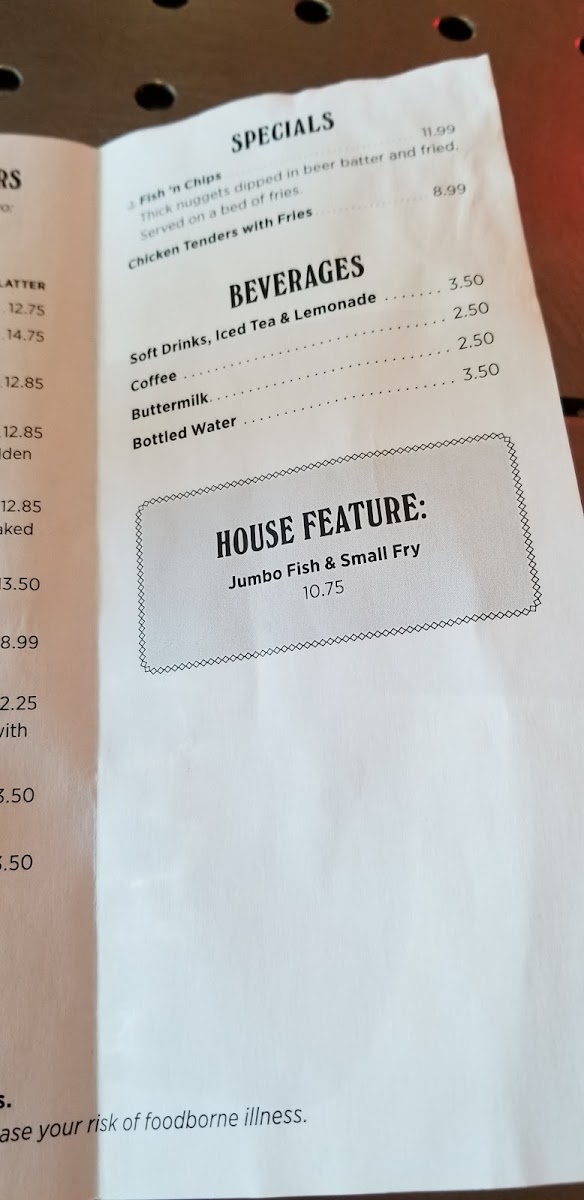 RS
LATTER
12.75
14.75
12.85
12.85
lden
12.85
aked
13.50
8.99
2.25
vith
3.50
.50
s.
ase your risk of foodborne illness.
SPECIALS
Fish 'n Chips 11.99
Thick nuggets dipped in beer batter and fried.
Served on a bed of fries.
Chicken Tenders with Fries 8.99
BEVERAGES
Soft Drinks, Iced Tea & Lemonade ....... 3.50
Coffee ................................ 2.50
Buttermilk ............................ 2.50
Bottled Water ......................... 3.50
HOUSE FEATURE:
Jumbo Fish & Small Fry
10.75